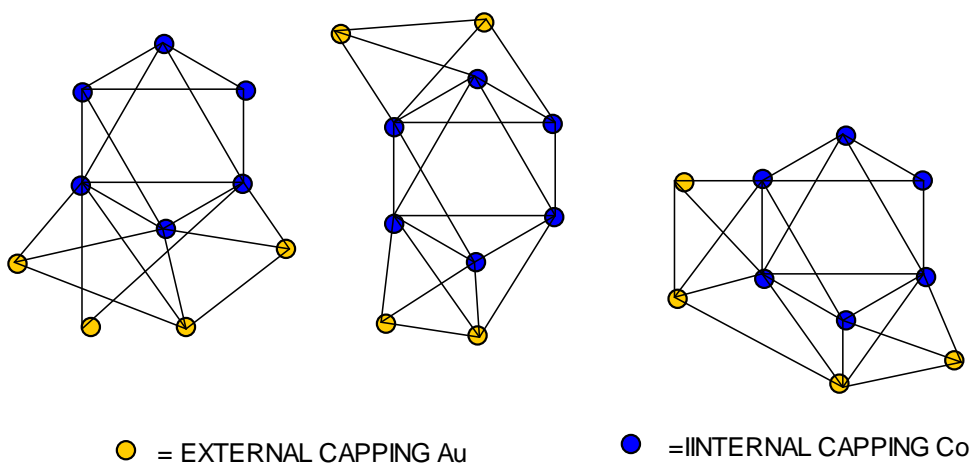 = EXTERNAL CAPPING Au
=IINTERNAL CAPPING Co